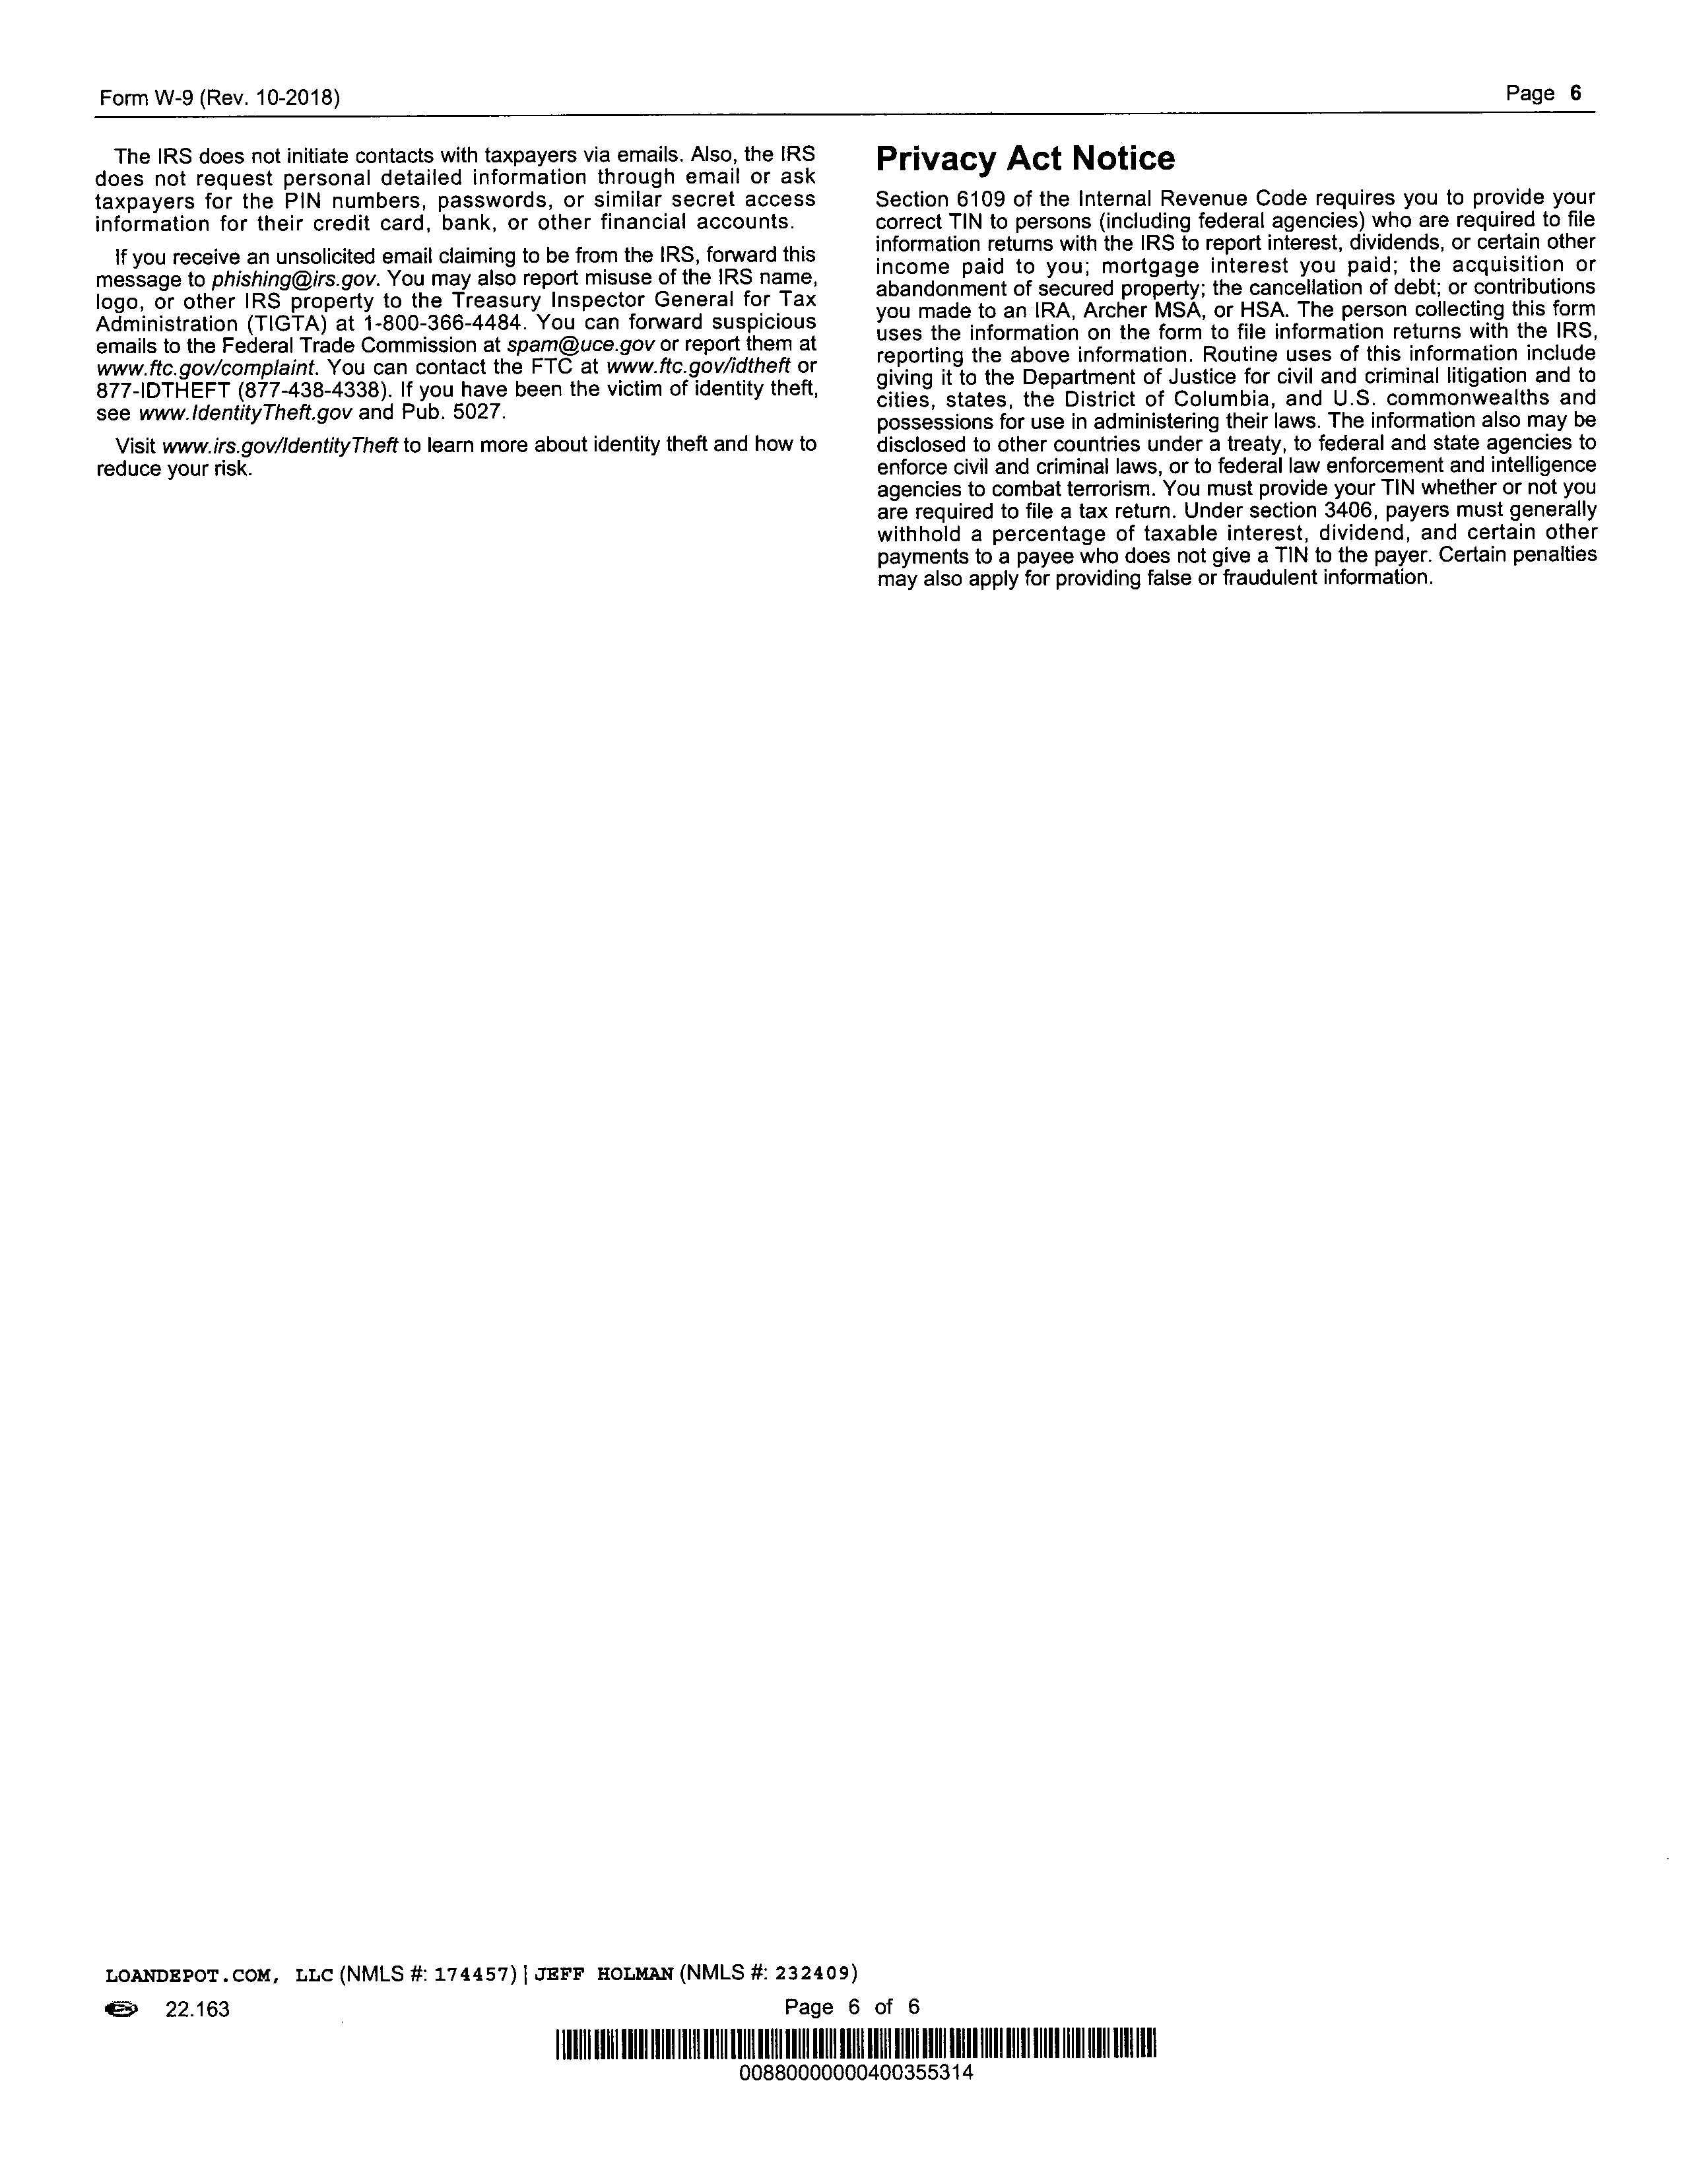 Form W-9 (Rev. 10-2018)
Page 6
The IRS does not initiate contacts with taxpayers via emails. Also, the IRS
does not request personal detailed information through email or ask
taxpayers for the PIN numbers, passwords, or similar secret access
information for their credit card, bank, or other financial accounts.
If you receive an unsolicited email claiming to be from the IRS, forward this
message to phishing@irs.gov. You may also report misuse of the IRS name,
logo, or other IRS property to the Treasury Inspector General for Tax
Administration (TIGTA) at 1-800-366-4484. You can forward suspicious
emails to the Federal Trade Commission at spam@uce.gov or report them at
www.ftc.gov/complaint. You can contact the FTC at www.ftc.gov/idtheft or
877-IDTHEFT (877-438-4338). If you have been the victim of identity theft,
see www.IdentityTheft.gov and Pub. 5027.
Visit www.irs.gov/IdentityTheft to learn more about identity theft and how to
reduce your risk.
Privacy Act Notice
Section 6109 of the Internal Revenue Code requires you to provide your
correct TIN to persons (including federal agencies) who are required to file
information returns with the IRS to report interest, dividends, or certain other
income paid to you; mortgage interest you paid; the acquisition or
abandonment of secured property; the cancellation of debt; or contributions
you made to an IRA, Archer MSA, or HSA. The person collecting this form
uses the information on the form to file information returns with the IRS,
reporting the above information. Routine uses of this information include
giving it to the Department of Justice for civil and criminal litigation and to
cities, states, the District of Columbia, and U.S. commonwealths and
possessions for use in administering their laws. The information also may be
disclosed to other countries under a treaty, to federal and state agencies to
enforce civil and criminal laws, or to federal law enforcement and intelligence
agencies to combat terrorism. You must provide your TIN whether or not you
are required to file a tax return. Under section 3406, payers must generally
withhold a percentage of taxable interest, dividend, and certain other
payments to a payee who does not give a TIN to the payer. Certain penalties
may also apply for providing false or fraudulent information.
LOANDEPOT.COM, LLC (NMLS #: 174457) | JEFF HOLMAN (NMLS #: 232409)
22.163
Page 6 of 6
00880000000400355314